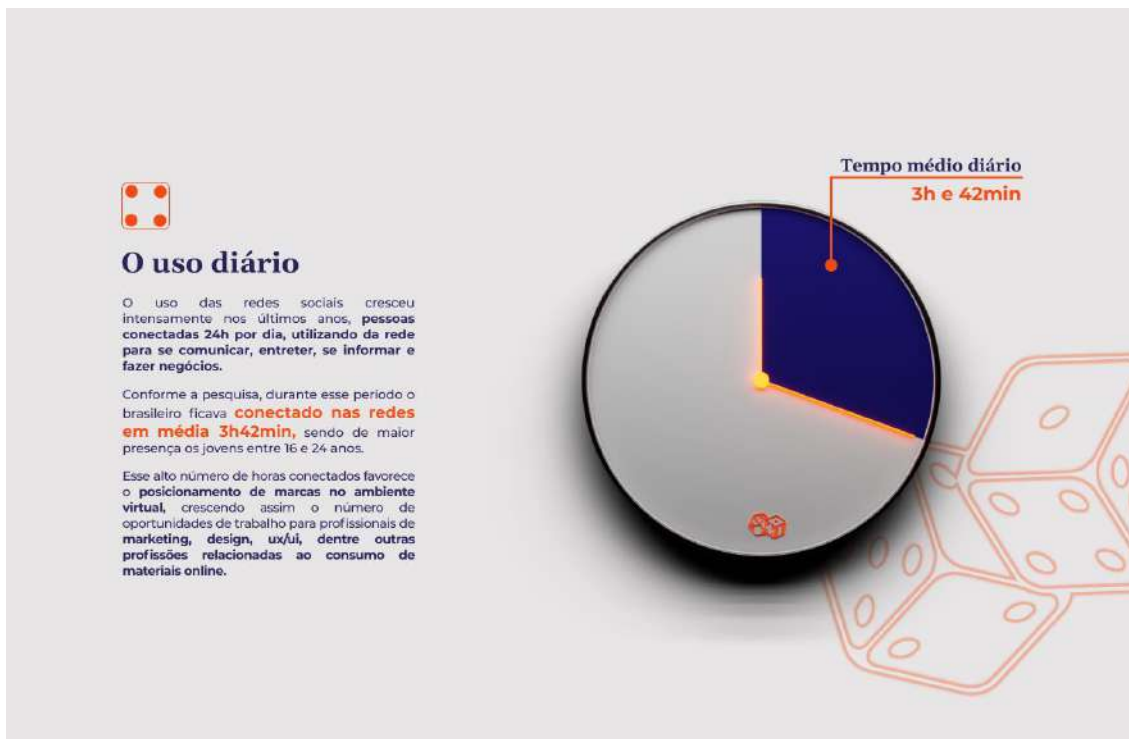 O uso diário
O uso das redes sociais cresceu
intensamente nos últimos anos, pessoas
conectadas 24h por dia, utilizando da rede
para se comunicar, entreter, se informar e
fazer negócios.
Conforme a pesquisa, durante esse período o
brasileiro ficava conectado nas redes
em média 3h42min, sendo de maior
presença os jovens entre 16 e 24 anos.
Esse alto número de horas conectados favorece
o posicionamento de marcas no ambiente
virtual, crescendo assim o número de
oportunidades de trabalho para profissionais de
marketing, design, ux/ui, dentre outras
profissões relacionadas ao consumo de
materiais online.
Tempo médio diário
3h e 42min